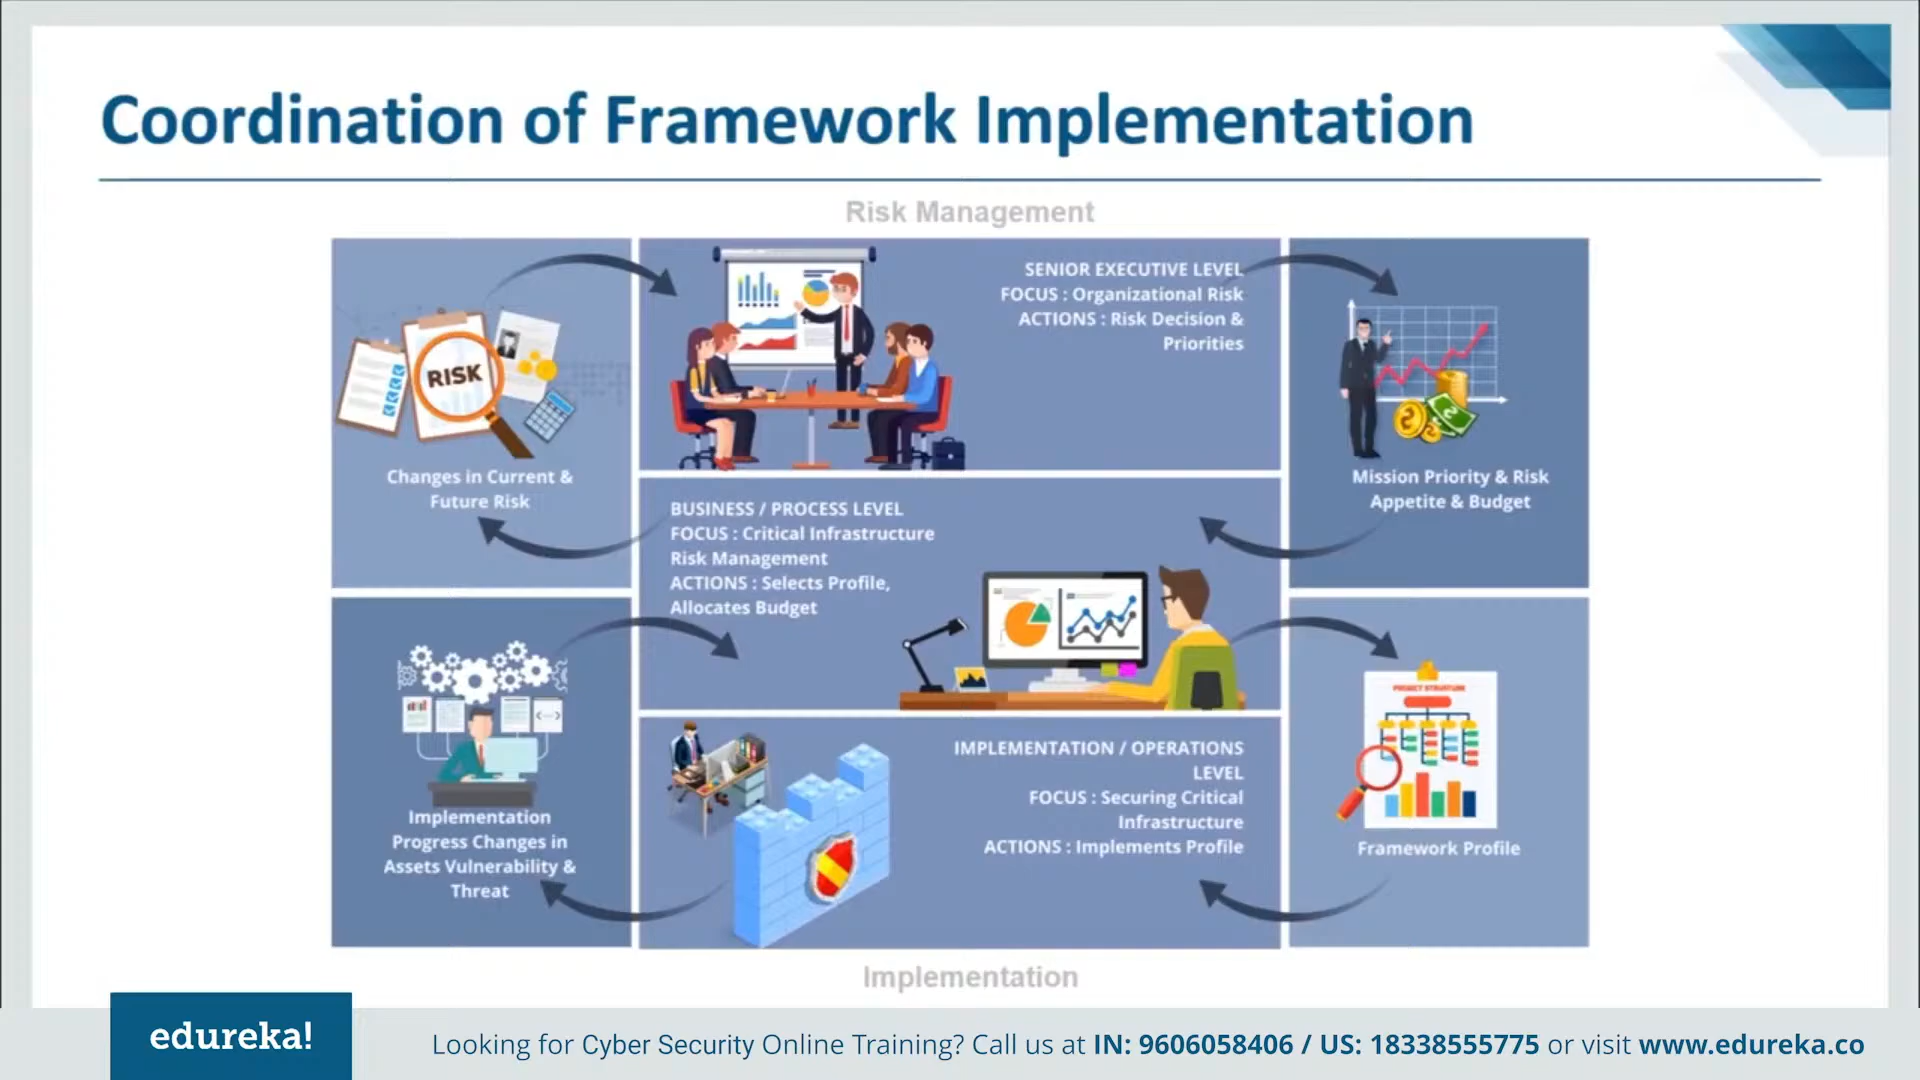 Coordination of Framework Implementation
Risk Management
RISK
Changes in Current &
Future Risk
SENIOR EXECUTIVE LEVEL
FOCUS : Organizational Risk
ACTIONS : Risk Decision &
Priorities
Mission Priority & Risk
Appetite & Budget
BUSINESS / PROCESS LEVEL
FOCUS : Critical Infrastructure
Risk Management
ACTIONS : Selects Profile,
Allocates Budget
Implementation
Progress Changes in
Assets Vulnerability &
Threat
IMPLEMENTATION / OPERATIONS
LEVEL
FOCUS : Securing Critical
Infrastructure
ACTIONS : Implements Profile
PROJECT STRUKTUR
Framework Profile
Implementation
edureka!
Looking for Cyber Security Online Training? Call us at IN: 9606058406 / US: 18338555775 or visit www.edureka.co